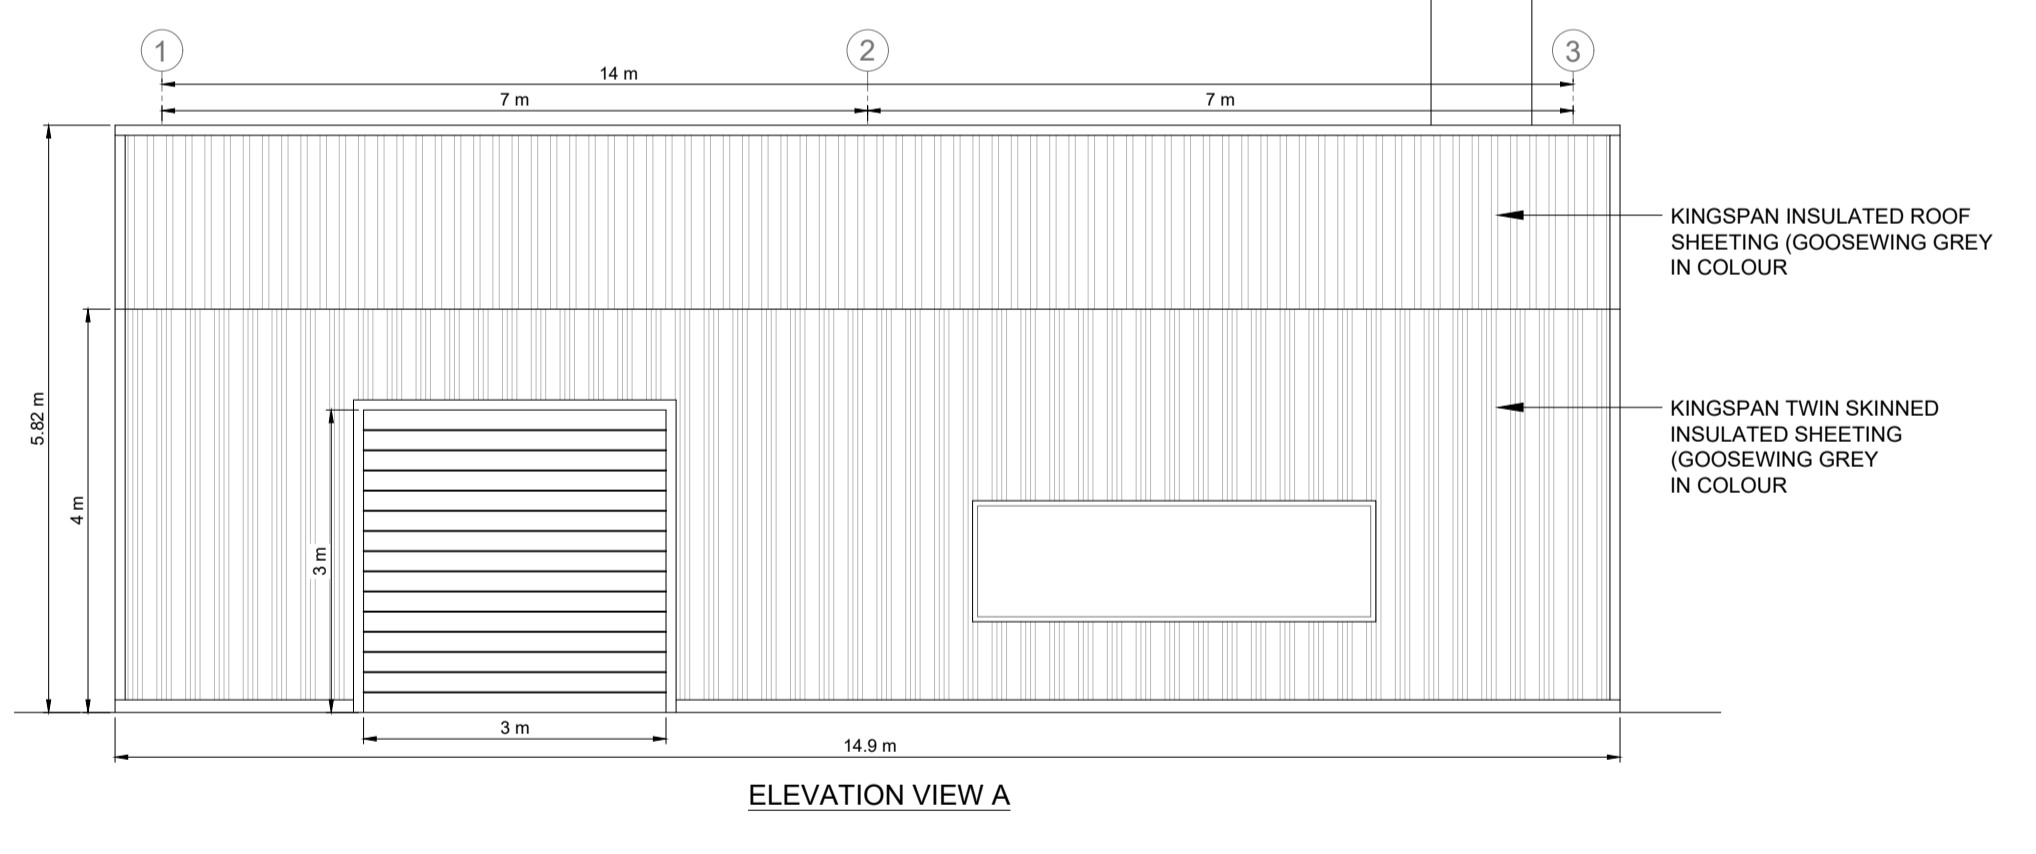 1
2
3
14 m
7 m
7 m
KINGSPAN INSULATED ROOF
SHEETING (GOOSEWING GREY
IN COLOUR
5.82 m
4 m
KINGSPAN TWIN SKINNED
INSULATED SHEETING
(GOOSEWING GREY
IN COLOUR
3 m
3 m
14.9 m
ELEVATION VIEW A